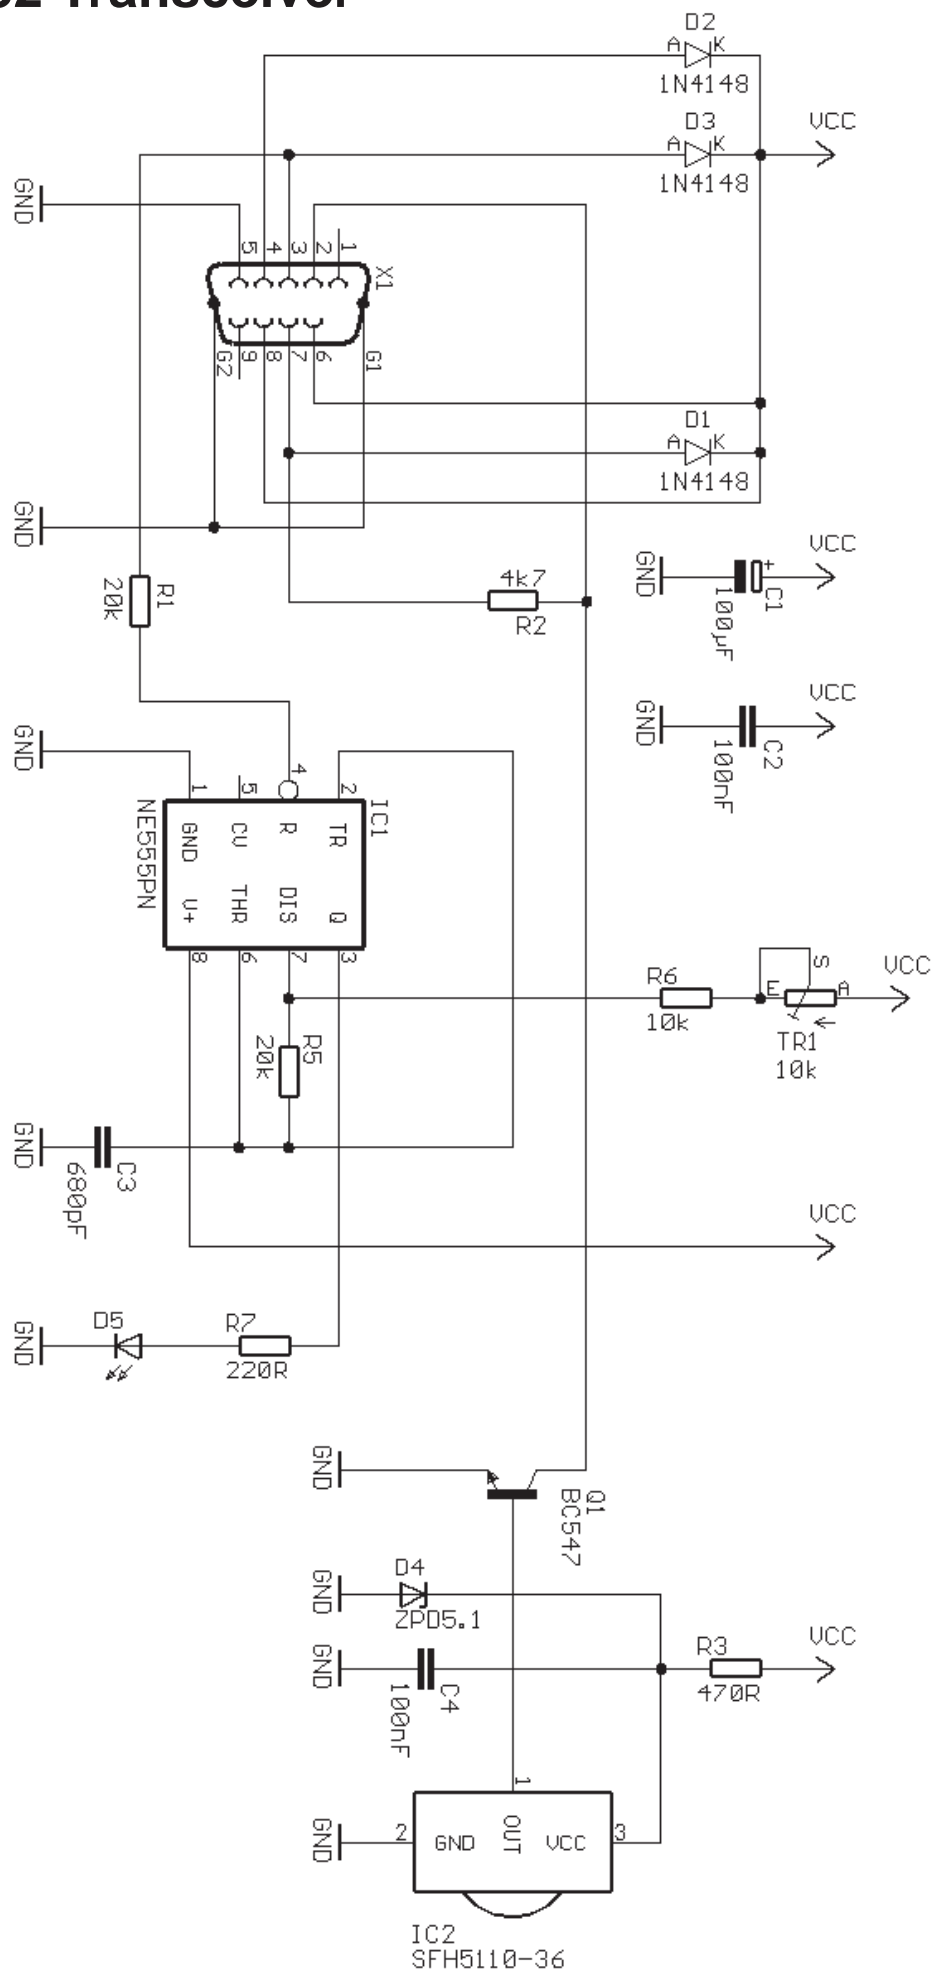 D2
A K
1N4148
D3
A K
1N4148
VCC
GND
5 4 3 2 1
X1
G2 9 8 7 6 G1
D1
A K
1N4148
GND
VCC
GND
+
C1
100µF
4k7
R2
R1
20k
VCC
GND
C2
100nF
GND
1 5 4 2
IC1
NE555PN
GND CV R TR
V+ THR DIS Q
8 6 7 3
VCC
R6
10k
S
E A
TR1
10k
R5
20k
GND
C3
680pF
VCC
D5
R7
220R
GND
GND
Q1
BC547
D4
ZPD5.1
GND
VCC
R3
470R
GND
C4
100nF
1
GND
2
GND OUT VCC
3
IC2
SFH5110-36